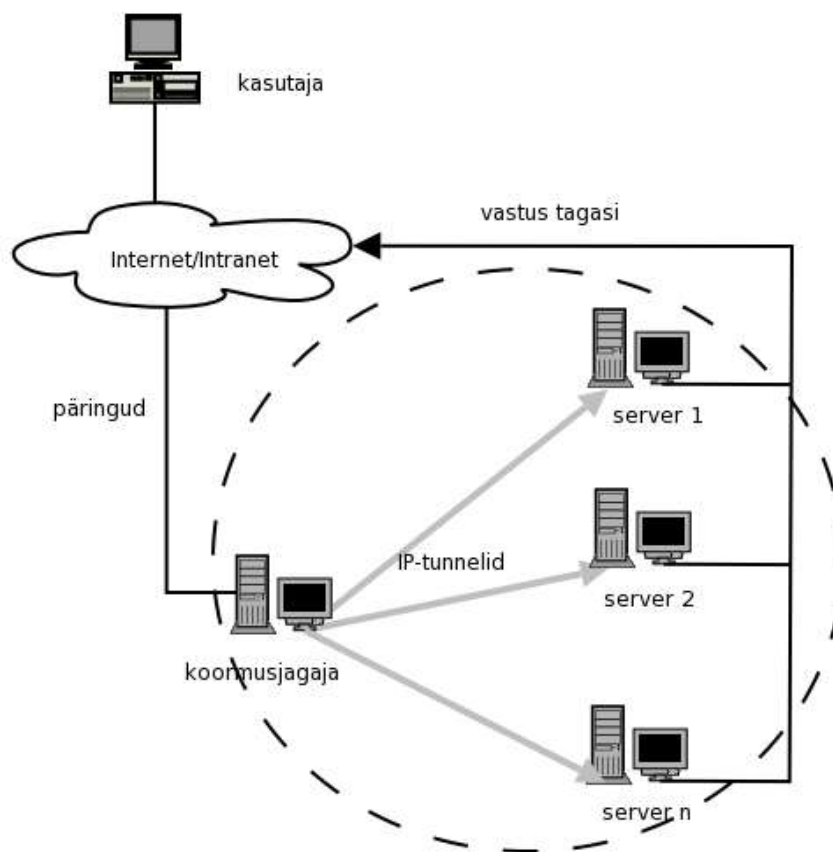 kasutaja
vastus tagasi
Internet/Intranet
päringud
server 1
IP-tunnelid
server 2
koormusjagaja
server n